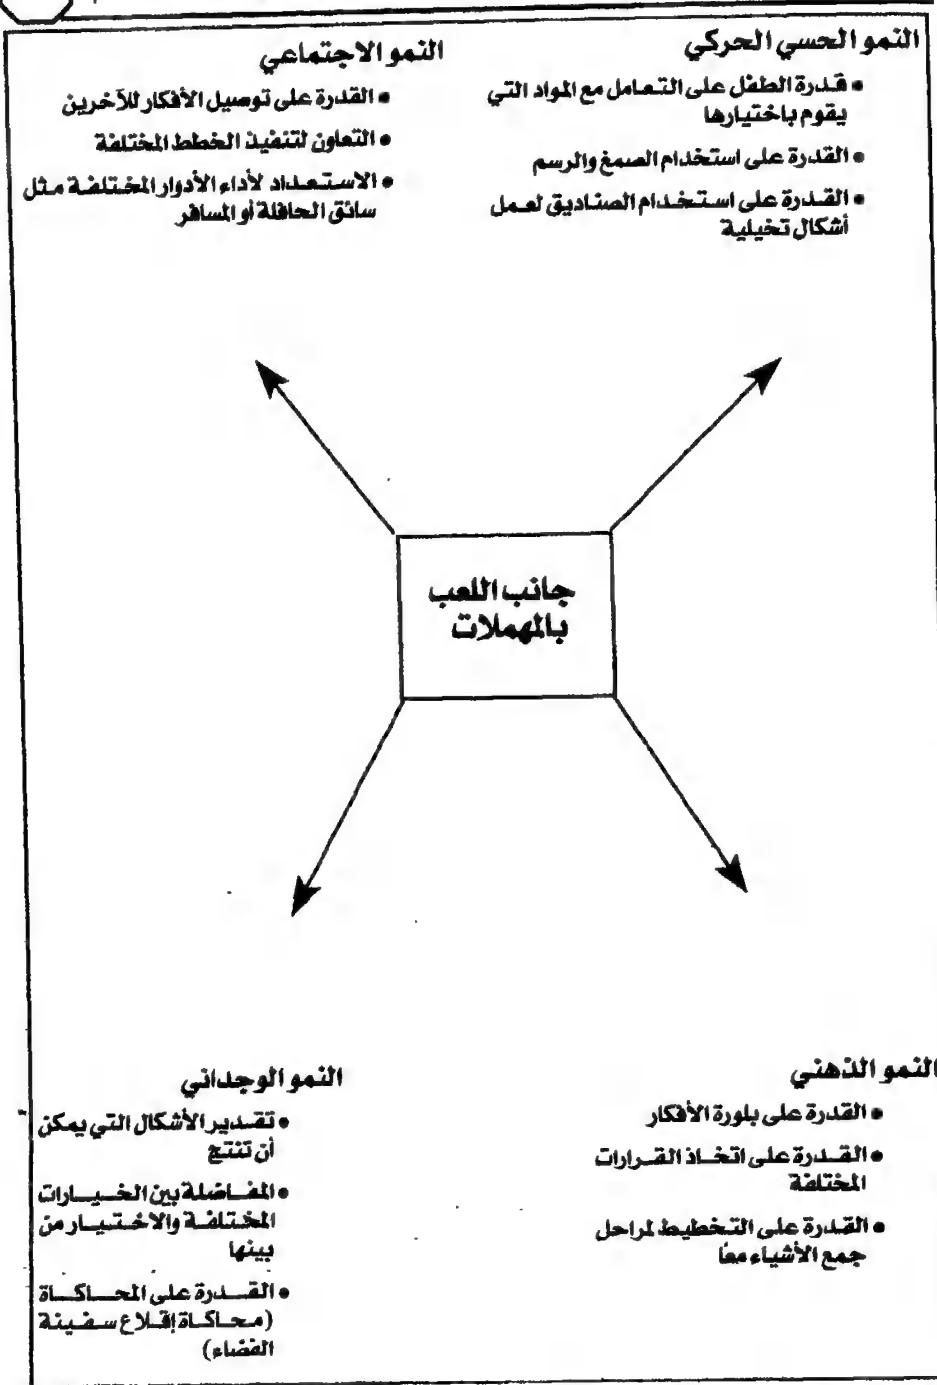 النمو الحسي الحركي
• قدرة الطفل على التعامل مع المواد التي
يقوم باختيارها
• القدرة على استخدام الصمغ والرسم
• القدرة على استخدام الصناديق لعمل
أشكال تخيلية
النمو الاجتماعي
• القدرة على توصيل الأفكار للآخرين
• التعاون لتنفيذ الخطط المختلفة
• الاستعداد لأداء الأدوار المختلفة مثل
سائق الحافلة أو المسافر
جانب اللعب
بالمهملات
النمو الذهني
• القدرة على بلورة الأفكار
• القدرة على اتخاذ القرارات
المختلفة
• القدرة على التخطيط لمراحل
جمع الأشياء معًا
النمو الوجداني
• تقدير الأشكال التي يمكن
أن تنتج
• المفاضلة بين الخيارات
المختلفة والاختيار من
بينها
• القدرة على المحاكاة
(محاكاة إقلاع سفينة
الفضاء)